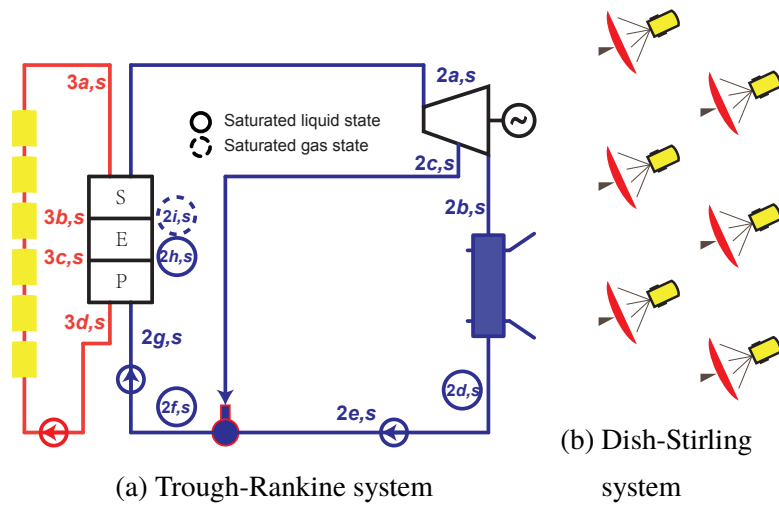 3a,s
2a,s
Saturated liquid state
Saturated gas state
~
2c,s
S
3b,s
2i,s
2b,s
E
3c,s
2h,s
P
3d,s
2g,s
2f,s
2d,s
2e,s
(a) Trough-Rankine system
(b) Dish-Stirling
system